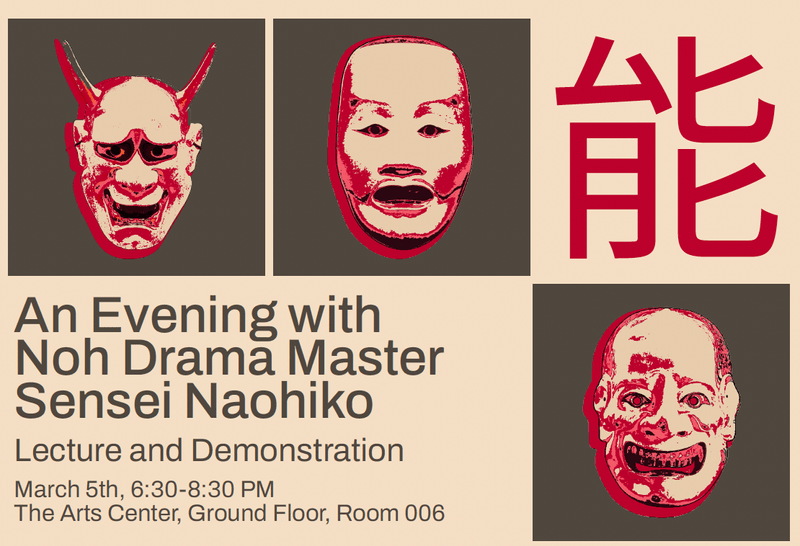 能
An Evening with
Noh Drama Master
Sensei Naohiko
Lecture and Demonstration
March 5th, 6:30-8:30 PM
The Arts Center, Ground Floor, Room 006